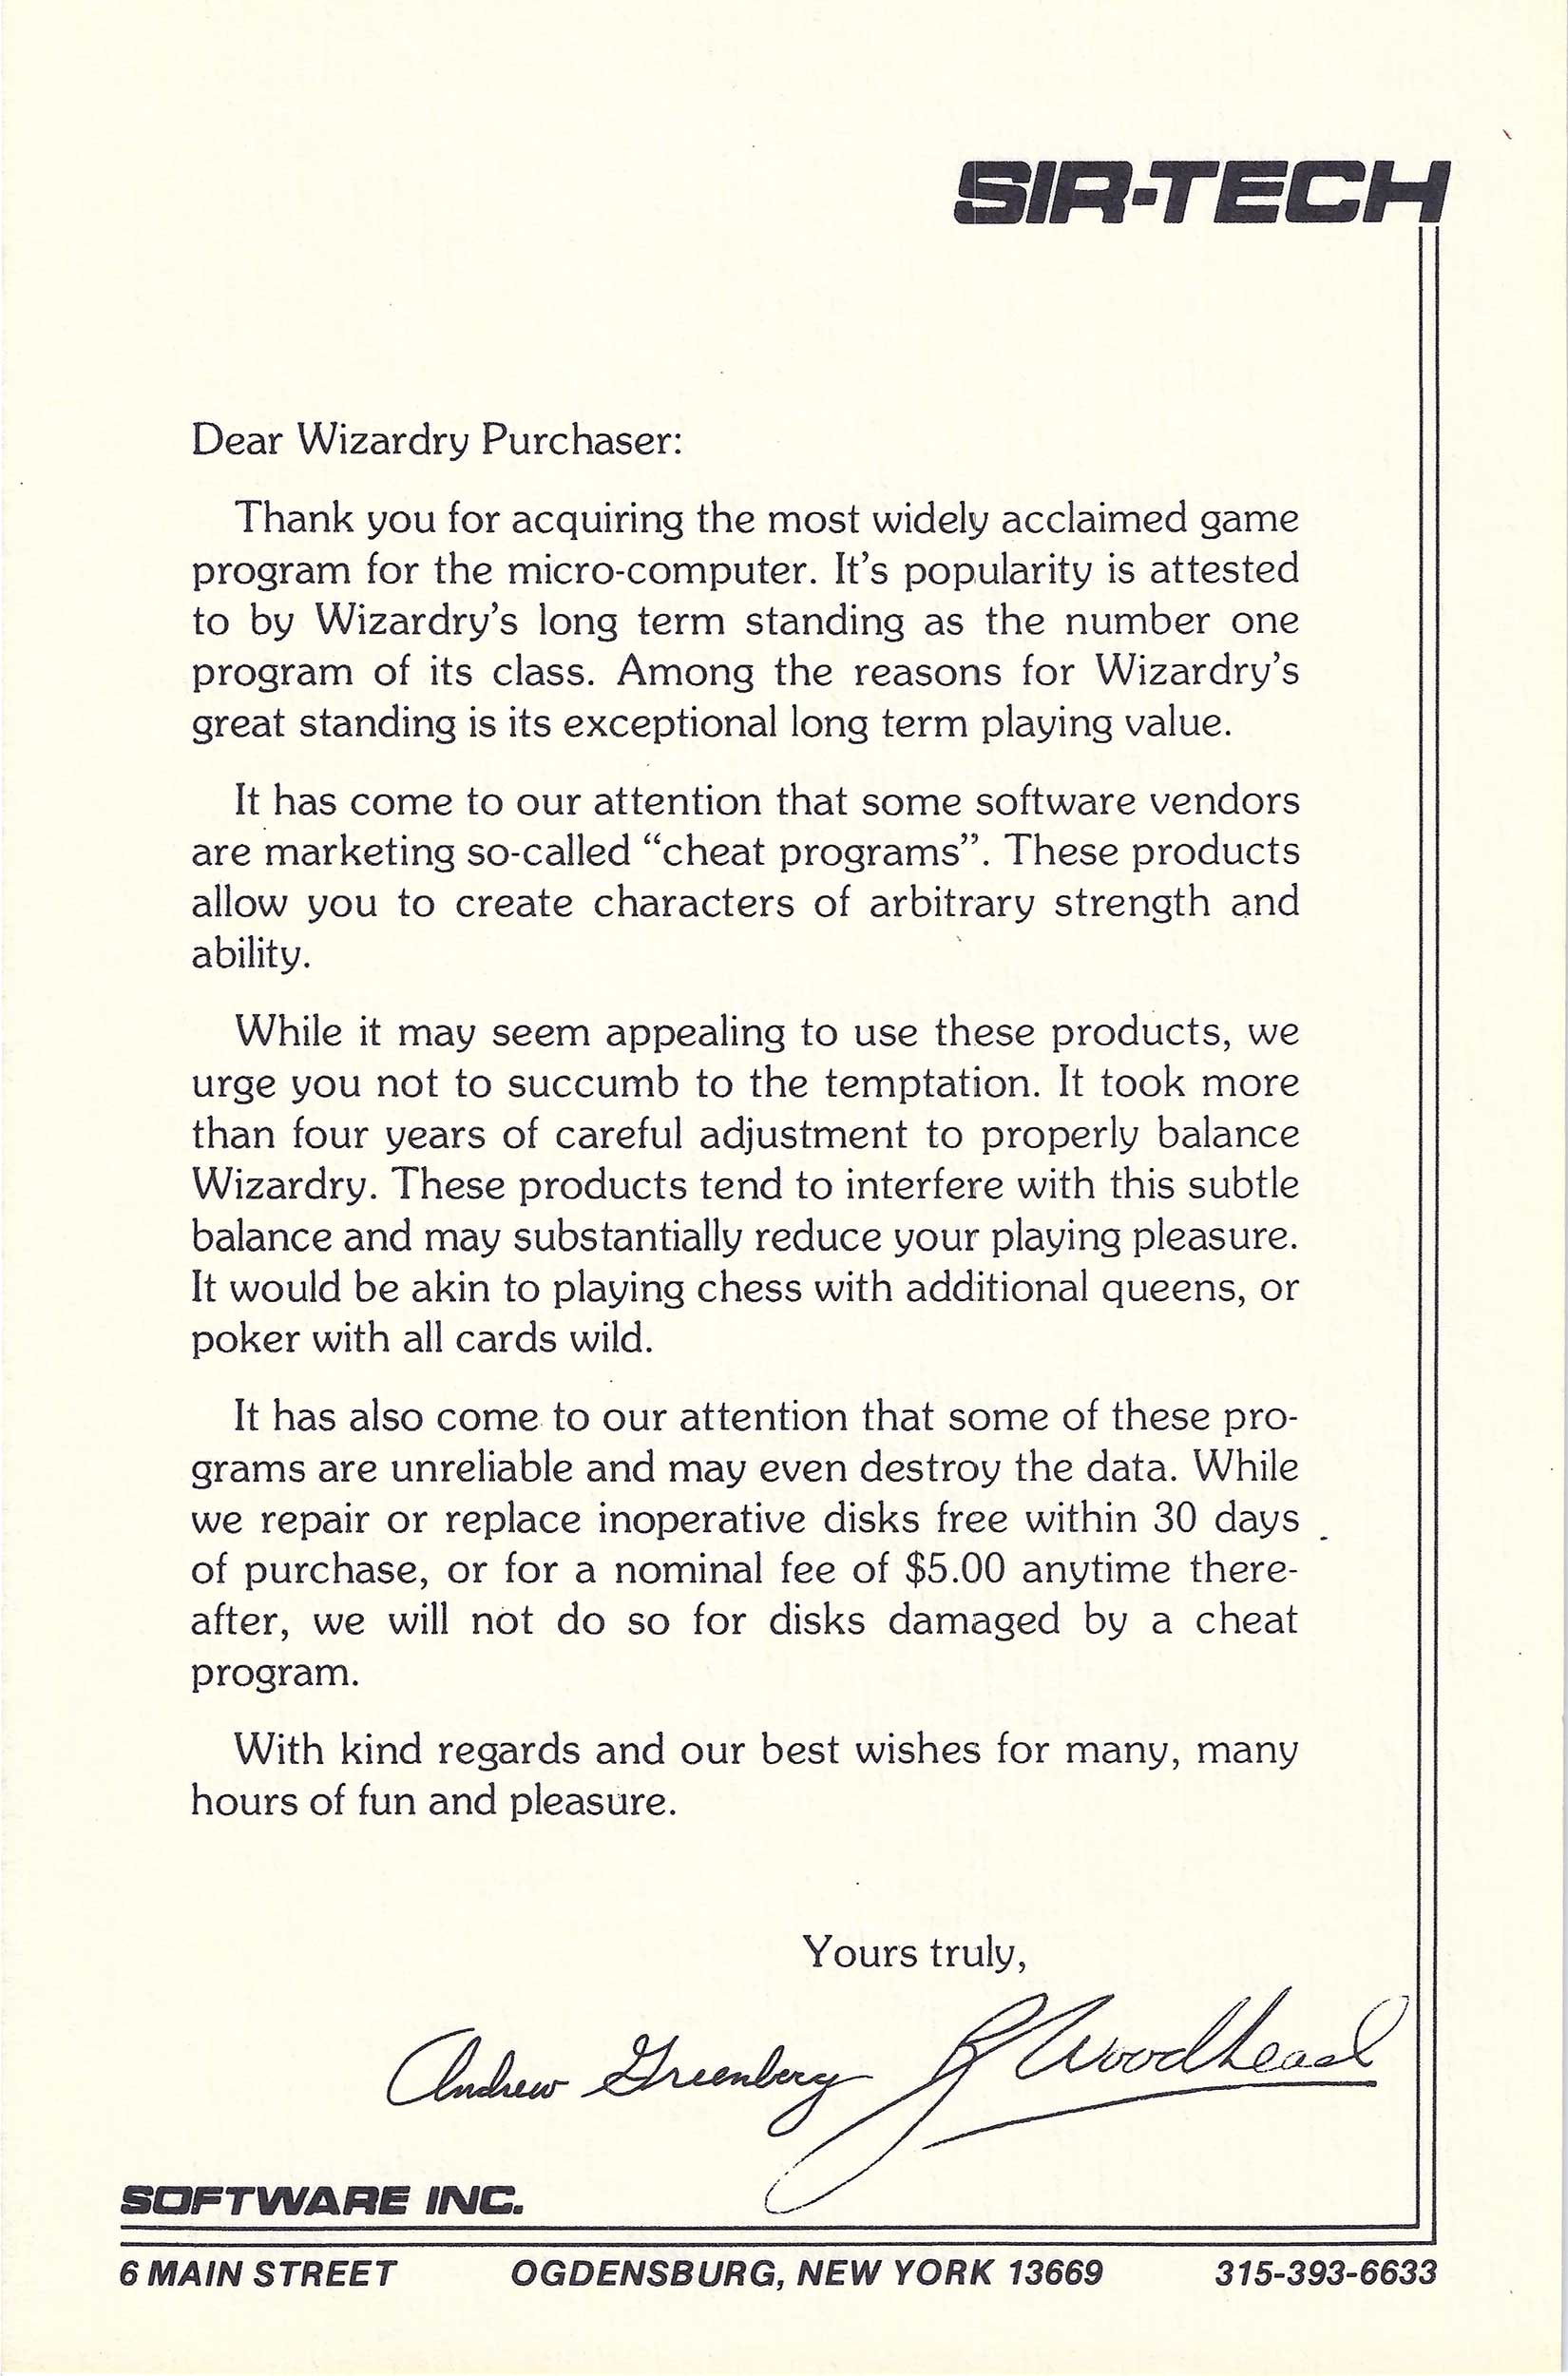 SIR-TECH
Dear Wizardry Purchaser:
Thank you for acquiring the most widely acclaimed game
program for the micro-computer. It's popularity is attested
to by Wizardry's long term standing as the number one
program of its class. Among the reasons for Wizardry's
great standing is its exceptional long term playing value.
It has come to our attention that some software vendors
are marketing so-called “cheat programs”. These products
allow you to create characters of arbitrary strength and
ability.
While it may seem appealing to use these products, we
urge you not to succumb to the temptation. It took more
than four years of careful adjustment to properly balance
Wizardry. These products tend to interfere with this subtle
balance and may substantially reduce your playing pleasure.
It would be akin to playing chess with additional queens, or
poker with all cards wild.
It has also come to our attention that some of these pro-
grams are unreliable and may even destroy the data. While
we repair or replace inoperative disks free within 30 days
of purchase, or for a nominal fee of $5.00 anytime there-
after, we will not do so for disks damaged by a cheat
program.
With kind regards and our best wishes for many, many
hours of fun and pleasure.
Yours truly,
Andrew Greenberg R Woodhead
SOFTWARE INC.
6 MAIN STREET OGDENSBURG, NEW YORK 13669 315-393-6633